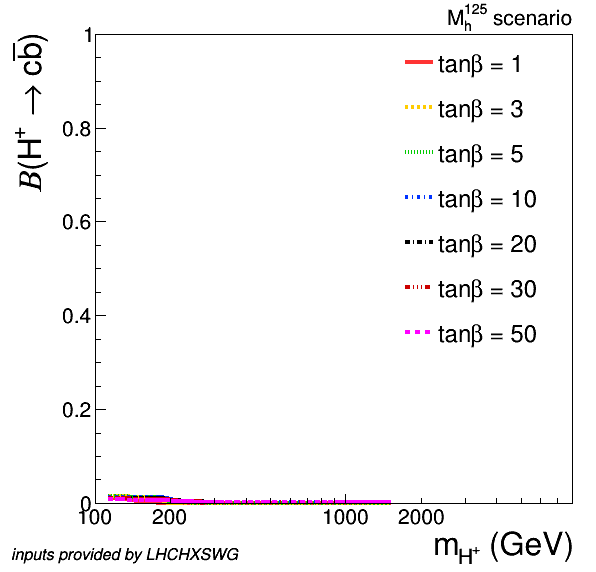 M_h^125 scenario
B(H⁺ → cb̅)
1
0.8
0.6
0.4
0.2
0
tanβ = 1
tanβ = 3
tanβ = 5
tanβ = 10
tanβ = 20
tanβ = 30
tanβ = 50
100 200 1000 2000
m_H⁺ (GeV)
inputs provided by LHCHXSWG